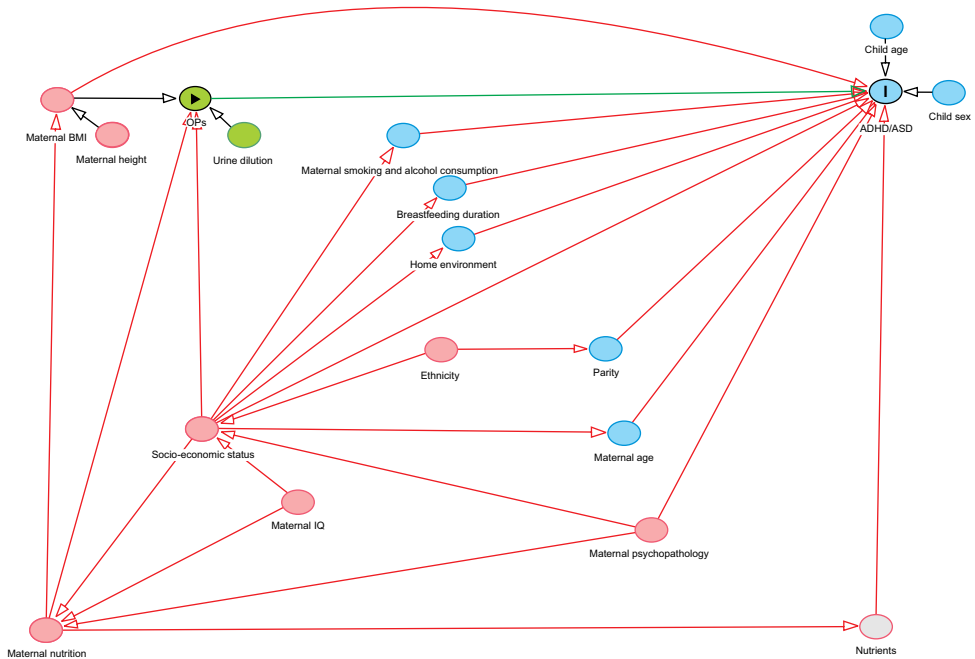 Child age
Maternal BMI
OPs
Maternal height
Urine dilution
ADHD/ASD
Child sex
Maternal smoking and alcohol consumption
Breastfeeding duration
Home environment
Ethnicity
Parity
Socio-economic status
Maternal age
Maternal IQ
Maternal psychopathology
Maternal nutrition
Nutrients